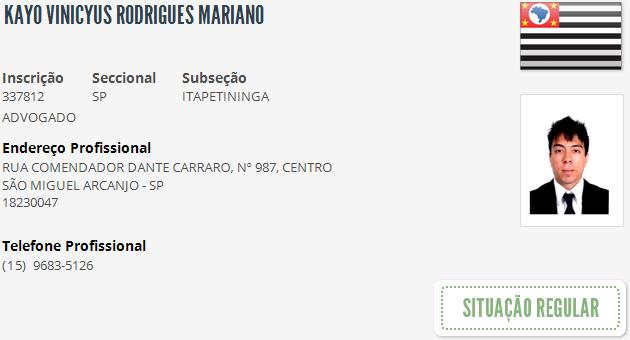 KAYO VINICYUS RODRIGUES MARIANO
Inscrição Seccional Subseção
337812 SP ITAPETININGA
ADVOGADO
Endereço Profissional
RUA COMENDADOR DANTE CARRARO, Nº 987, CENTRO
SÃO MIGUEL ARCANJO - SP
18230047
Telefone Profissional
(15) 9683-5126
SITUAÇÃO REGULAR